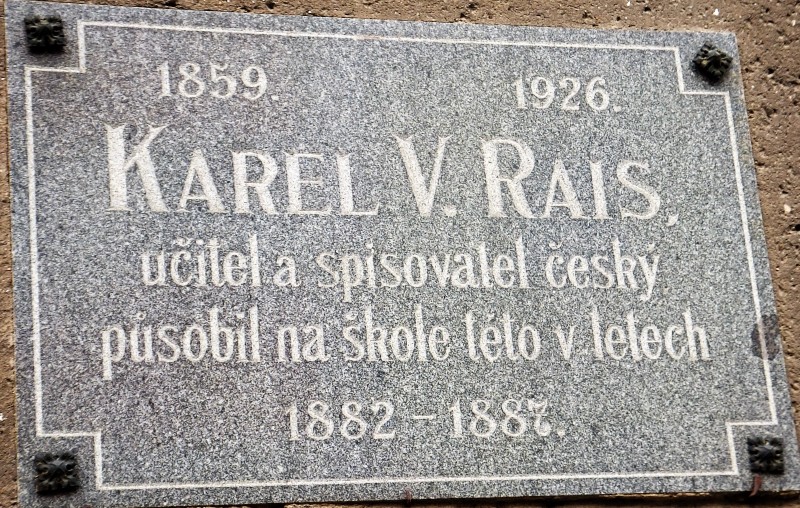 1859. 1926.
KAREL V. RAIS,
učitel a spisovatel český
působil na škole této v letech
1882 - 1887.